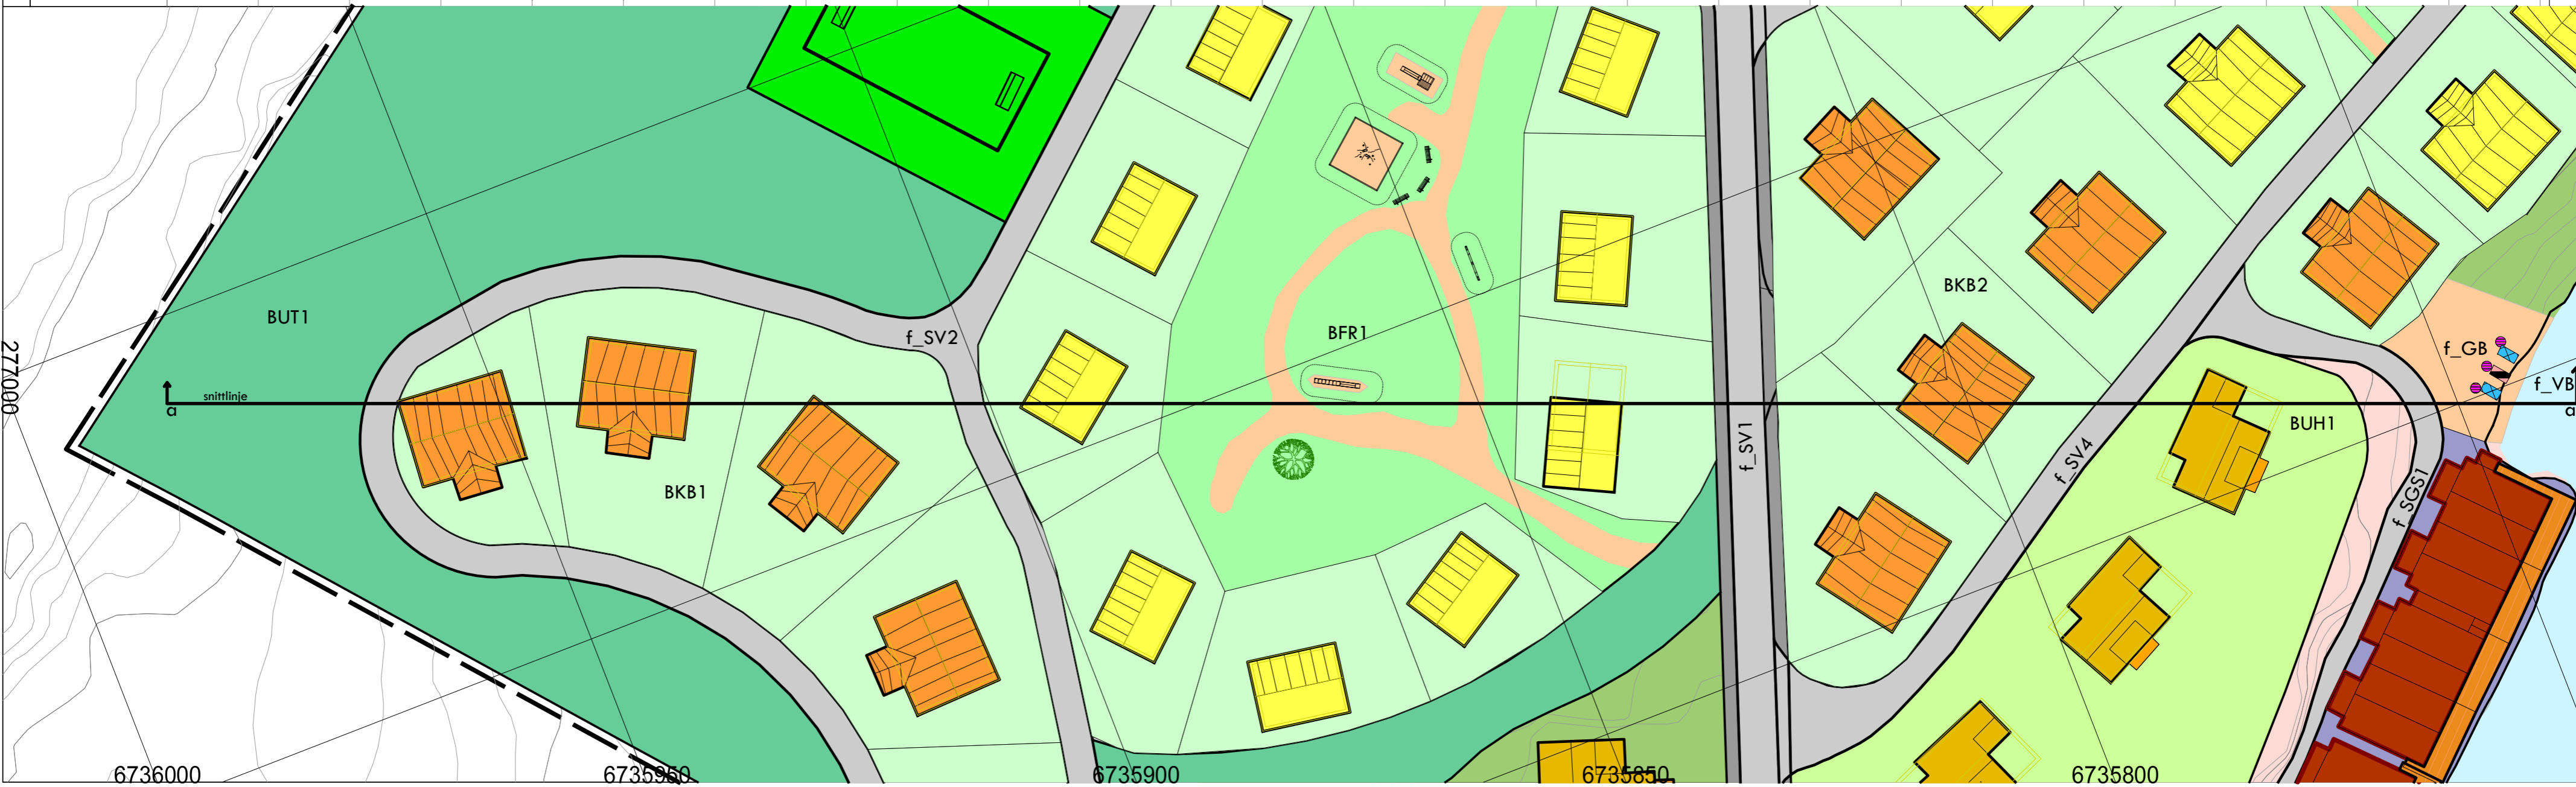 BKB2
BUT1
BFR1
f_SV2
277000
f_GB
f_VB
snittlinje
a
a
BUH1
f_SV1
f_SV4
BKB1
f_SGS1
6736000
6735950
6735900
6735850
6735800